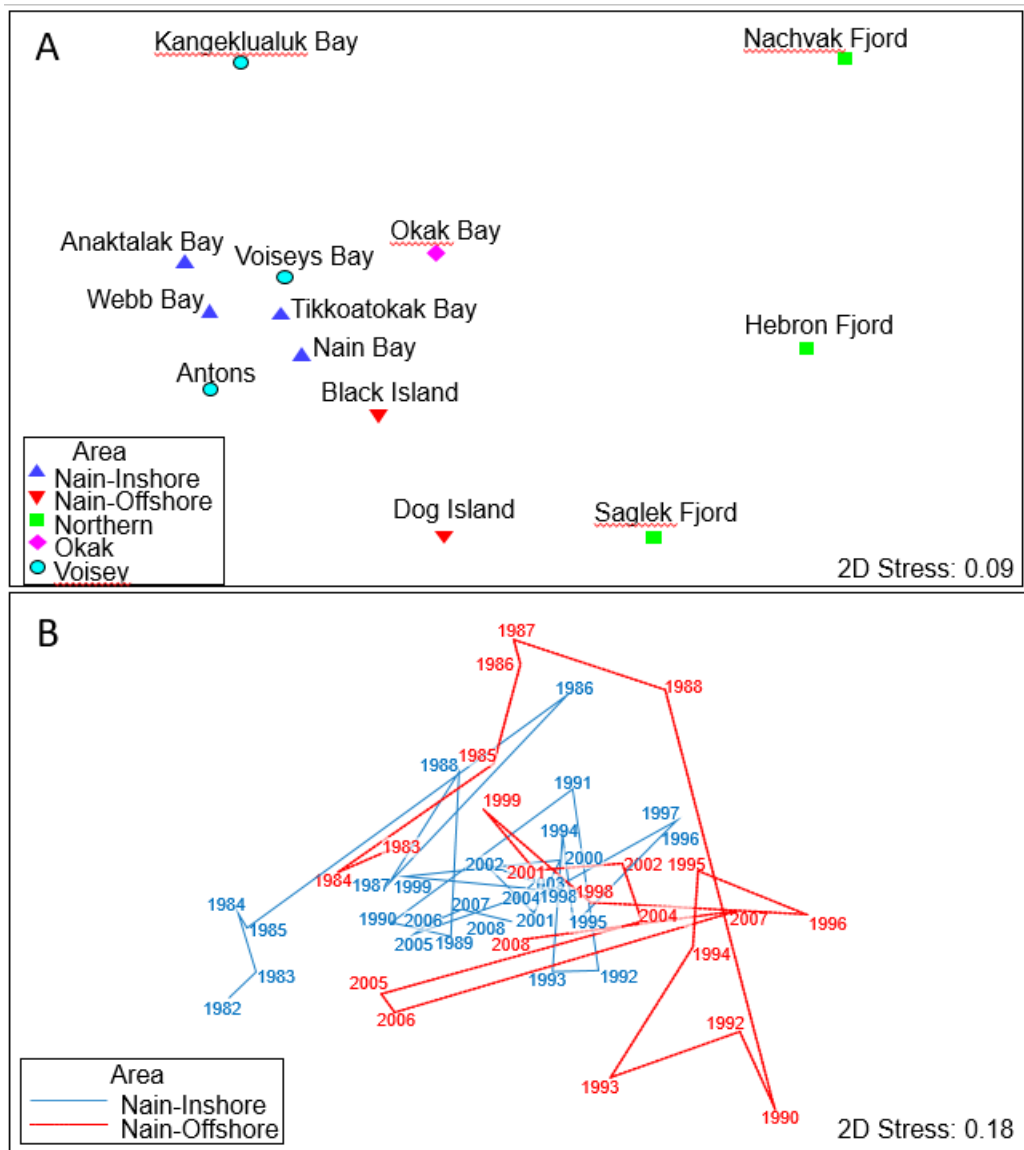 A
Kangeklualuk Bay
Nachvak Fjord
Okak Bay
Anaktalak Bay
Voiseys Bay
Webb Bay
Tikkoatokak Bay
Hebron Fjord
Nain Bay
Antons
Black Island
Dog Island
Saglek Fjord
Area
Nain-Inshore
Nain-Offshore
Northern
Okak
Voisey
2D Stress: 0.09
B
1987
1986
1986
1988
1985
1988
1991
1999
1997
1994
1996
1983
2002
2000
2002
1995
2001
1984
1987
1999
2003
1998
2004
1998
1984
2007
1990
2006
2001
1995
2004
2007
1996
1985
2008
2005
1989
2008
1994
1983
1993
1992
2005
1982
2006
1992
1993
1990
Area
Nain-Inshore
Nain-Offshore
2D Stress: 0.18